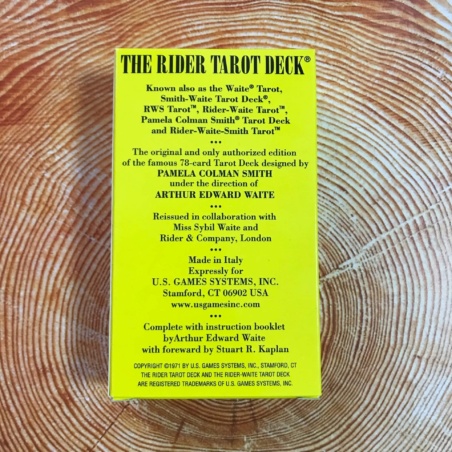 THE RIDER TAROT DECK®
Known also as the Waite® Tarot,
Smith-Waite Tarot Deck®,
RWS Tarot™, Rider-Waite Tarot™,
Pamela Colman Smith® Tarot Deck
and Rider-Waite-Smith Tarot™
•••
The original and only authorized edition
of the famous 78-card Tarot Deck designed by
PAMELA COLMAN SMITH
under the direction of
ARTHUR EDWARD WAITE
•••
Reissued in collaboration with
Miss Sybil Waite and
Rider & Company, London
•••
Made in Italy
Expressly for
U.S. GAMES SYSTEMS, INC.
Stamford, CT 06902 USA
www.usgamesinc.com
•••
Complete with instruction booklet
byArthur Edward Waite
with foreward by Stuart R. Kaplan
COPYRIGHT ©1971 BY U.S. GAMES SYSTEMS, INC., STAMFORD, CT
THE RIDER TAROT DECK AND THE RIDER-WAITE TAROT DECK
ARE REGISTERED TRADEMARKS OF U.S. GAMES SYSTEMS, INC.